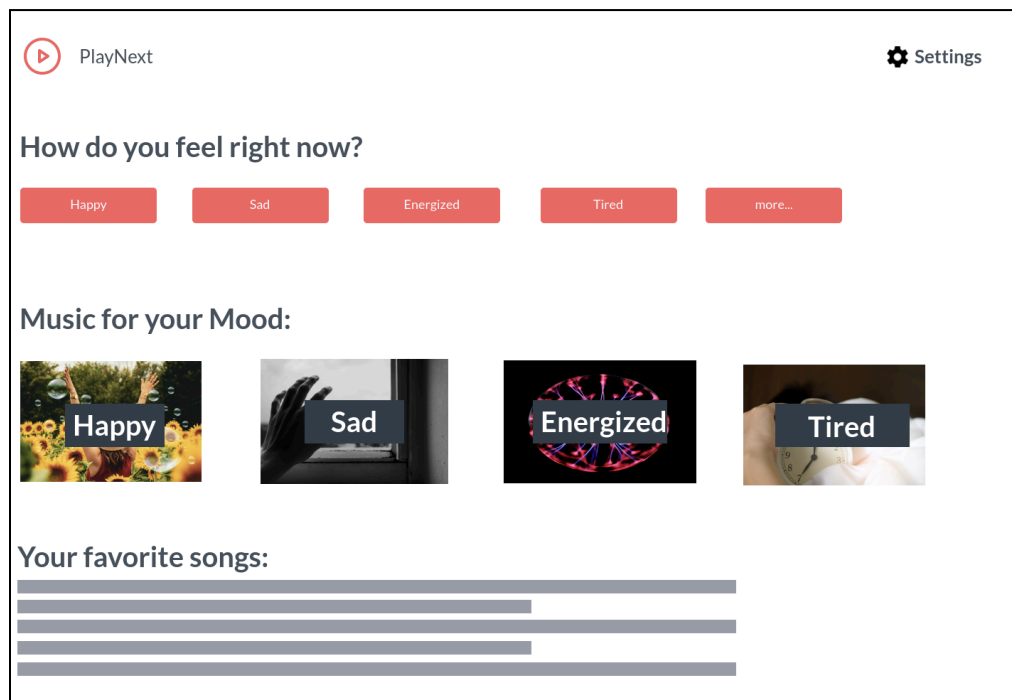 PlayNext
Settings
How do you feel right now?
Happy
Sad
Energized
Tired
more...
Music for your Mood:
Happy
Sad
Energized
Tired
Your favorite songs: